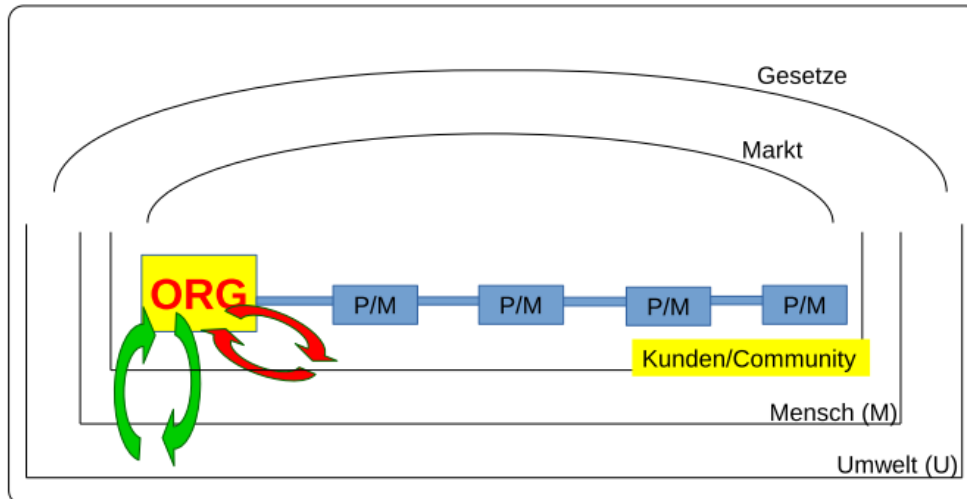 Gesetze
Markt
ORG
P/M
P/M
P/M
P/M
Kunden/Community
Mensch (M)
Umwelt (U)